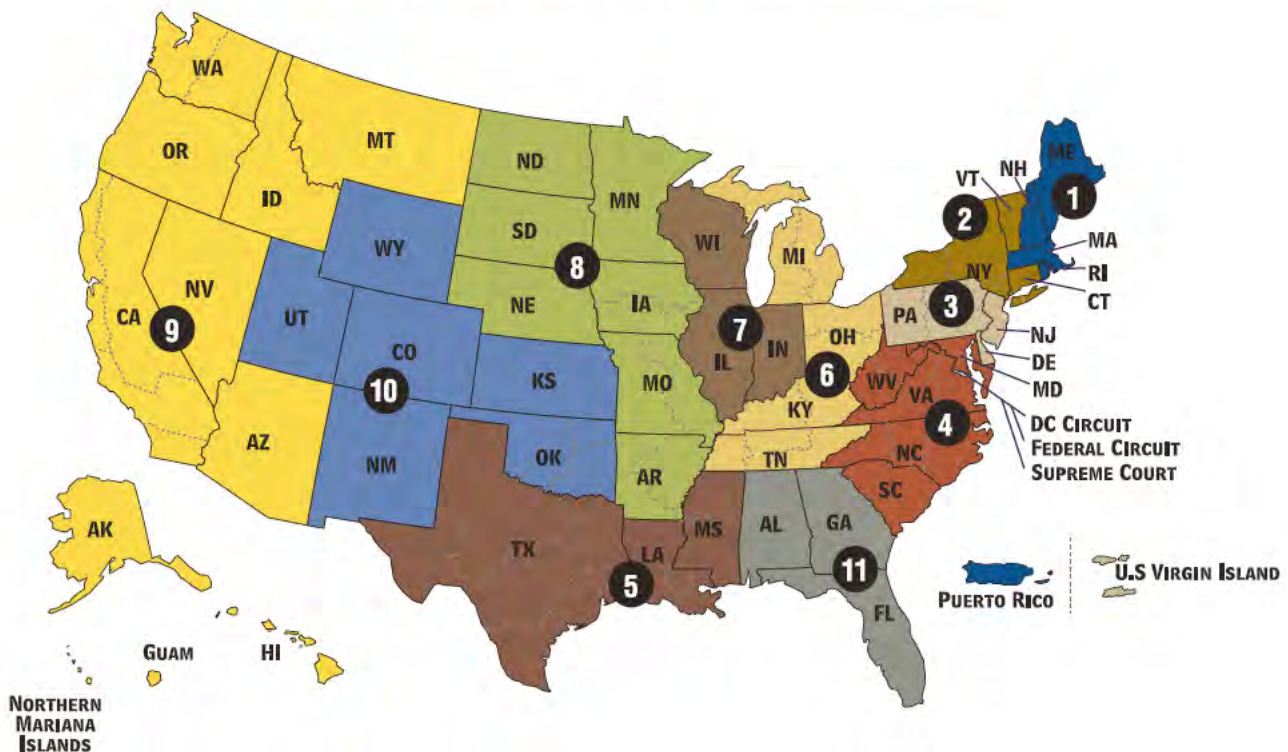 WA
MT
ND
MN
OR
ID
SD
WI
MI
VT
NH
ME
1
2
MA
RI
CT
NY
WY
8
NV
NE
IA
CA
9
UT
CO
10
KS
MO
7
IL
IN
OH
6
PA
3
NJ
DE
MD
WV
VA
KY
4
DC CIRCUIT
FEDERAL CIRCUIT
SUPREME COURT
AZ
NM
OK
AR
TN
NC
SC
AK
TX
LA
MS
AL
GA
5
11
FL
PUERTO RICO
U.S VIRGIN ISLAND
GUAM
HI
NORTHERN
MARIANA
ISLANDS